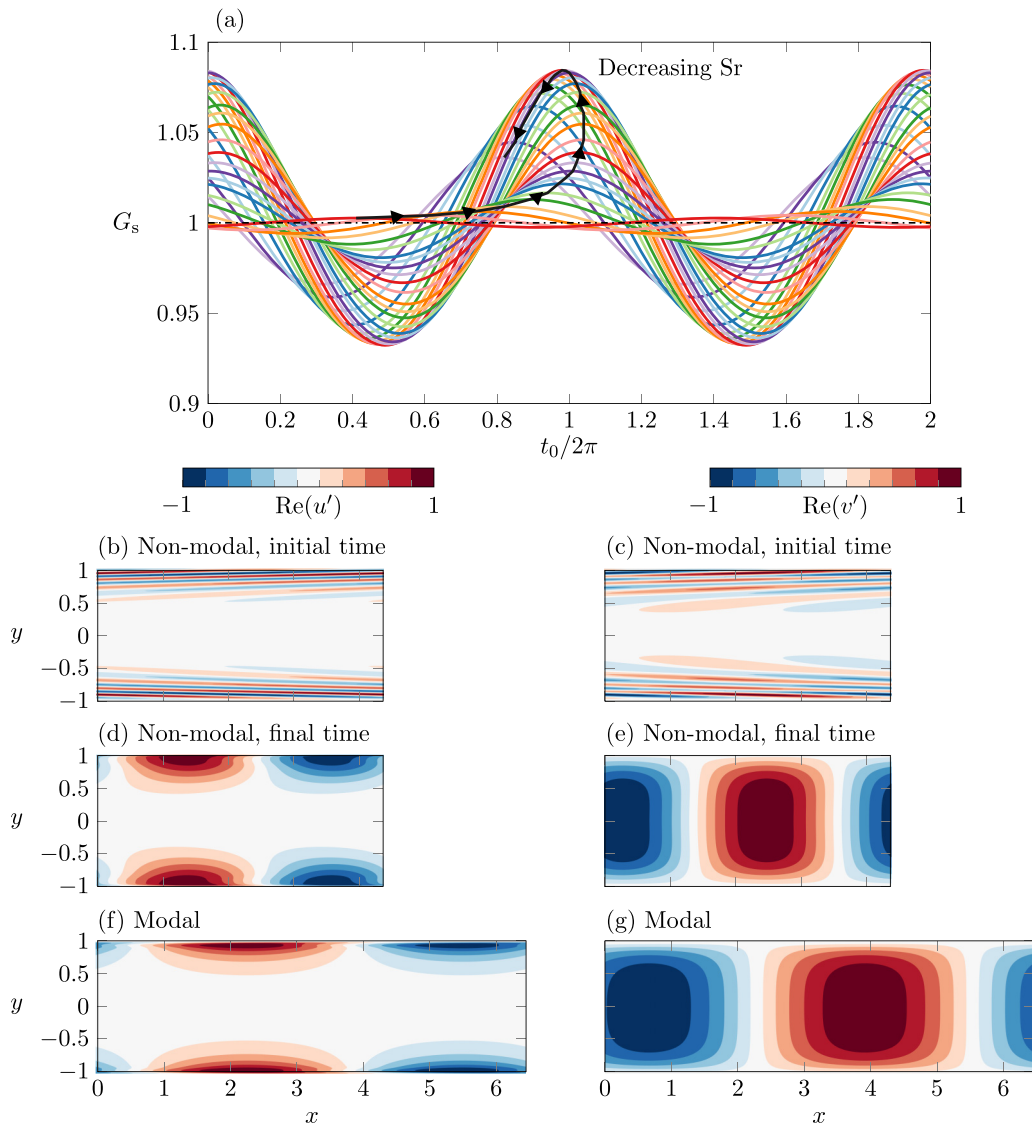 (a)
1.1
1.05
1
0.95
0.9
G_s
Decreasing Sr
0 0.2 0.4 0.6 0.8 1 1.2 1.4 1.6 1.8 2
t_0/2π
−1 Re(u′) 1
−1 Re(v′) 1
(b) Non-modal, initial time
(c) Non-modal, initial time
1
0.5
y 0
−0.5
−1
(d) Non-modal, final time
(e) Non-modal, final time
1
0.5
y 0
−0.5
−1
(f) Modal
(g) Modal
1
0.5
y 0
−0.5
−1
0 1 2 3 4 5 6
0 1 2 3 4 5 6
x
x